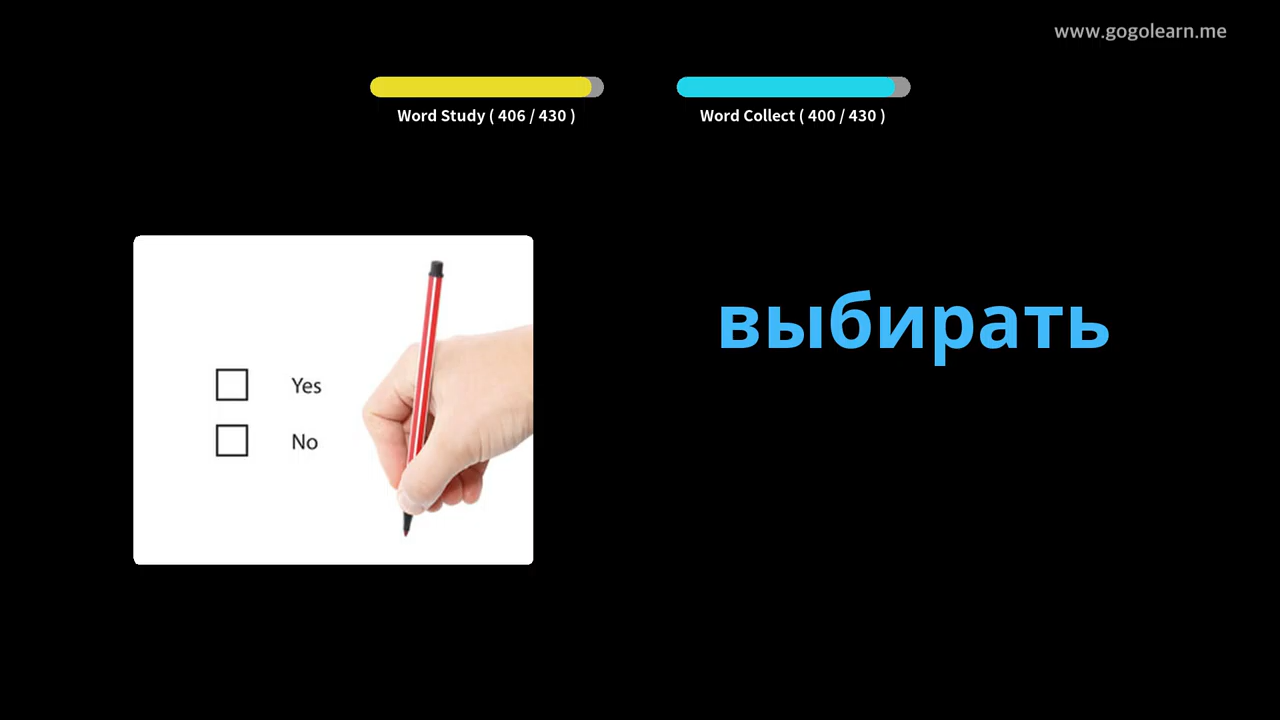 www.gogolearn.me
Word Study ( 406 / 430 )
Word Collect ( 400 / 430 )
выбирать
Yes
No